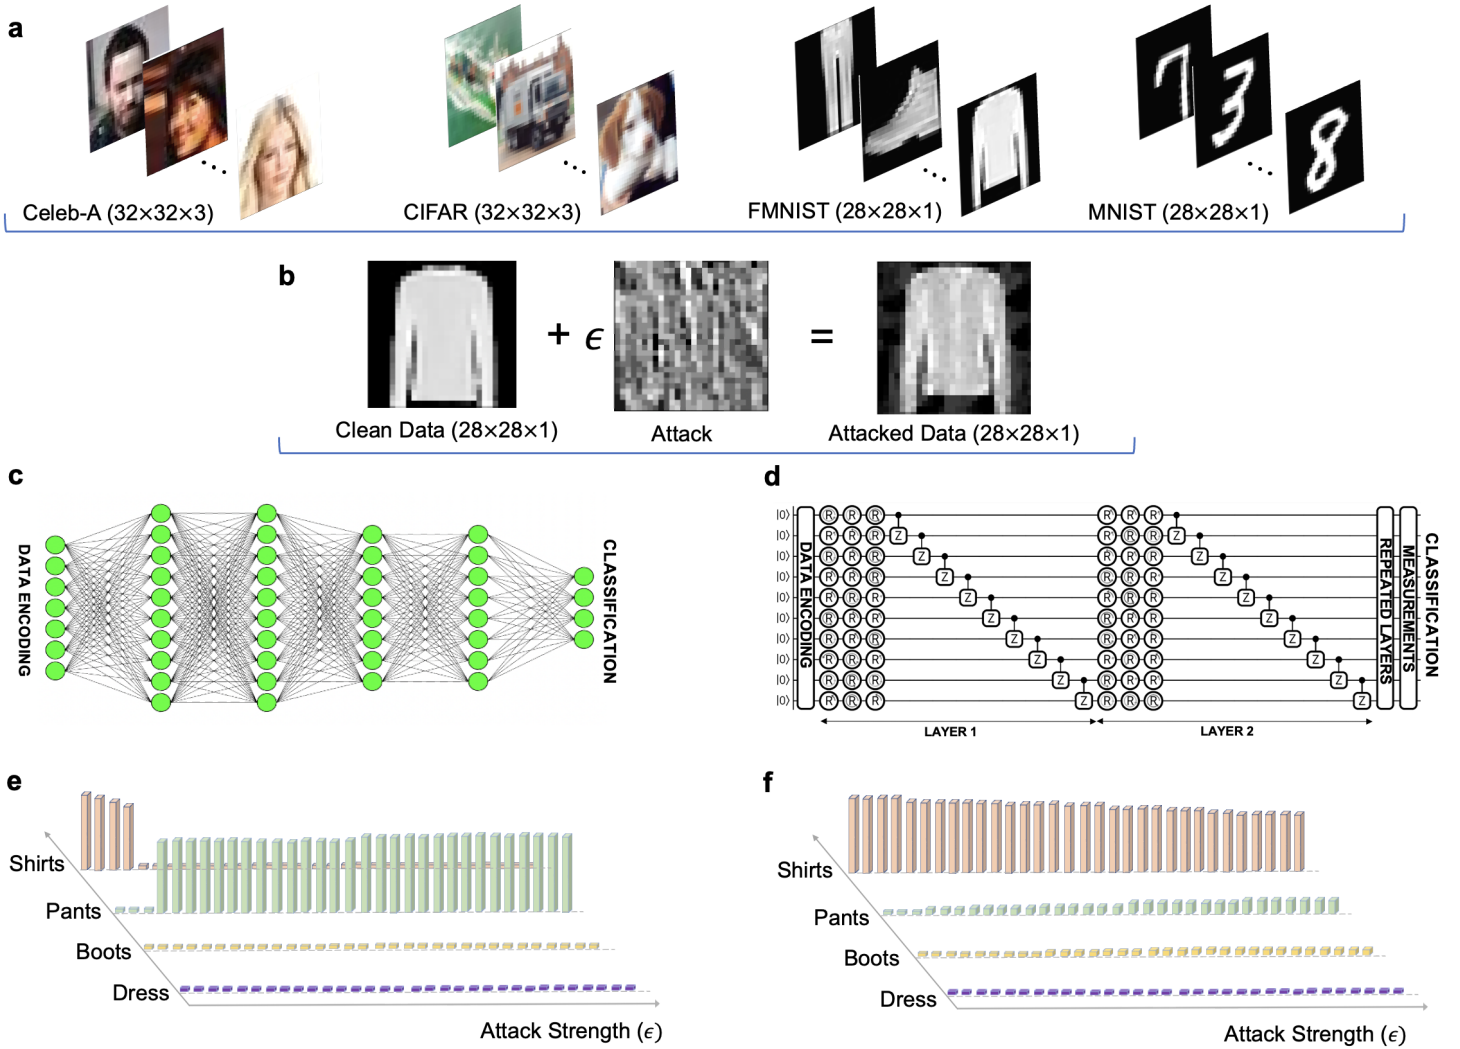 a
Celeb-A (32×32×3)
CIFAR (32×32×3)
FMNIST (28×28×1)
MNIST (28×28×1)
b
+ ϵ
=
Clean Data (28×28×1)
Attack
Attacked Data (28×28×1)
c
DATA ENCODING
CLASSIFICATION
d
|0⟩
|0⟩
|0⟩
|0⟩
|0⟩
|0⟩
|0⟩
|0⟩
|0⟩
|0⟩
DATA ENCODING
R R R R R R
R R R Z R R R Z
R R R Z R R R Z
R R R Z R R R Z
R R R Z R R R Z
R R R Z R R R Z
R R R Z R R R Z
R R R Z R R R Z
R R R Z R R R Z
R R R Z R R R Z
REPEATED LAYERS
MEASUREMENTS
CLASSIFICATION
LAYER 1
LAYER 2
e
Shirts
Pants
Boots
Dress
Attack Strength (ϵ)
f
Shirts
Pants
Boots
Dress
Attack Strength (ϵ)